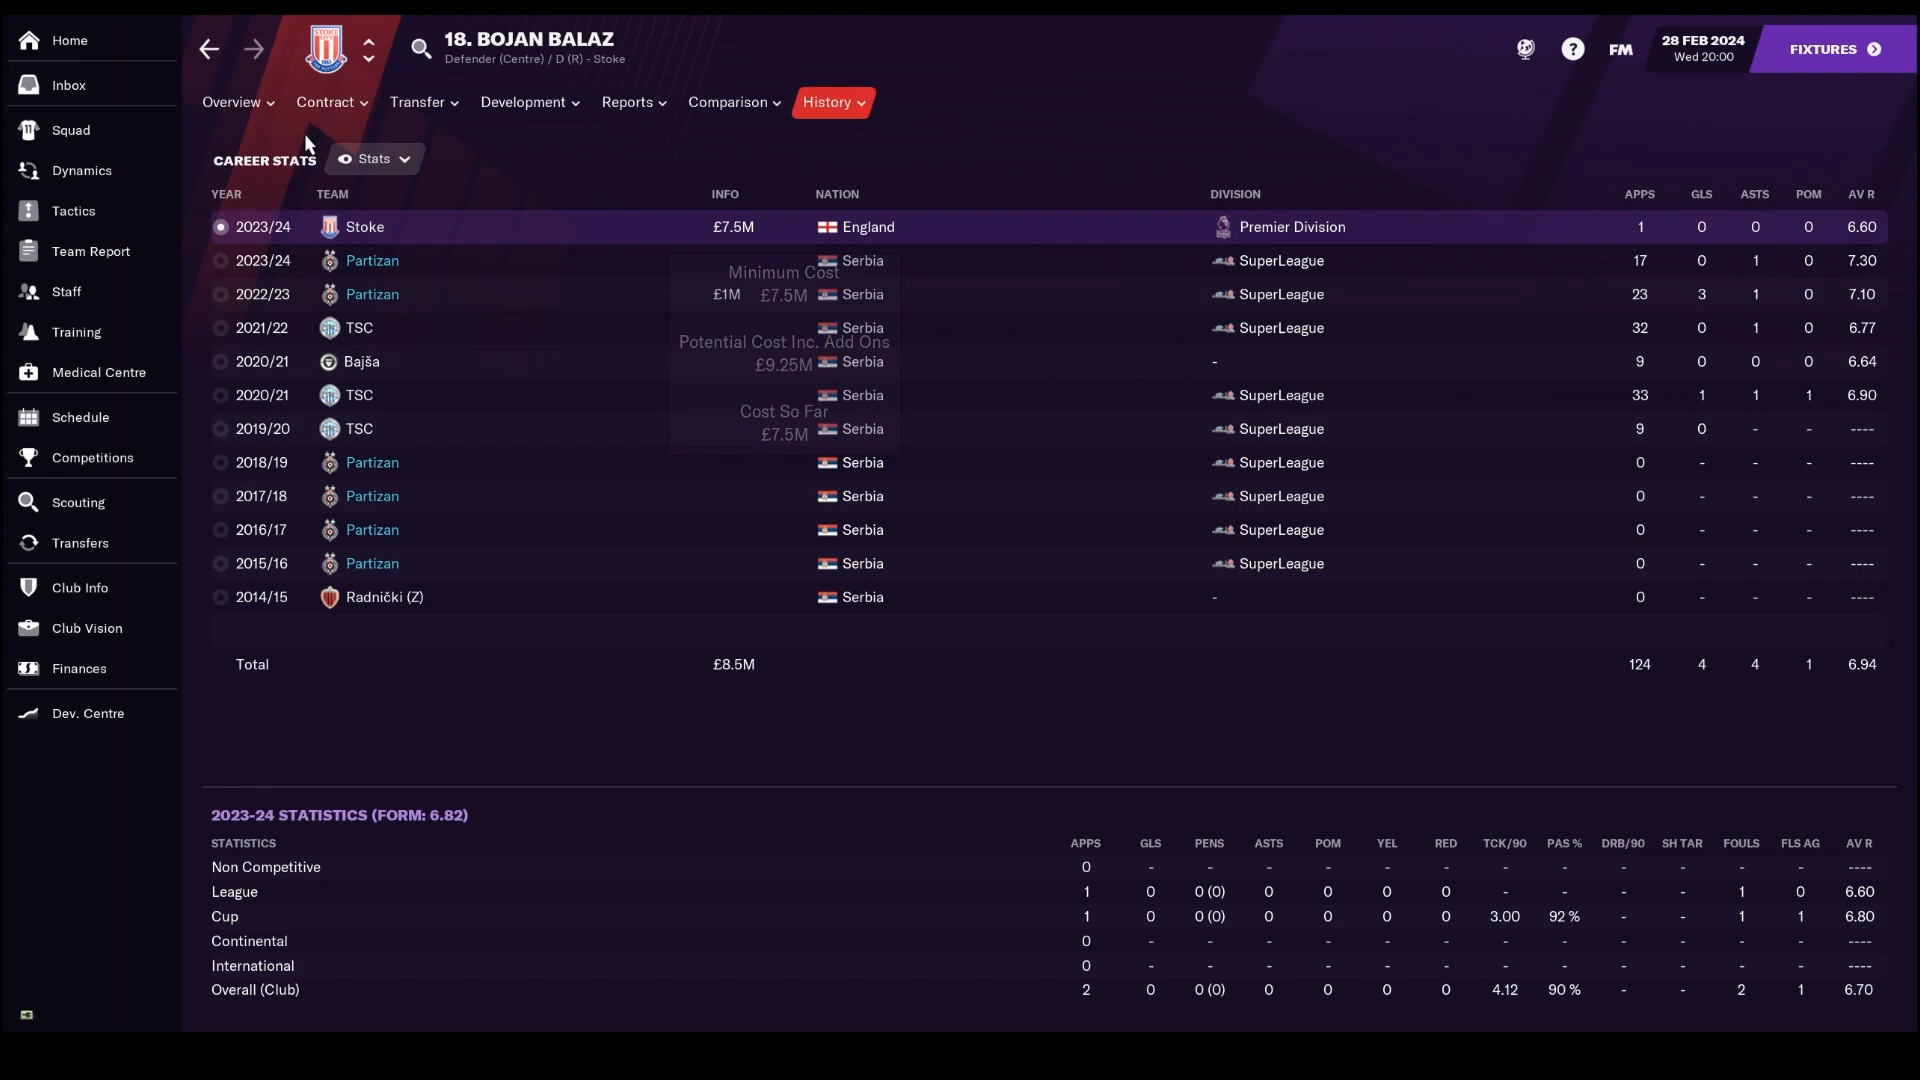 Home
Inbox
Squad
Dynamics
Tactics
Team Report
Staff
Training
Medical Centre
Schedule
Competitions
Scouting
Transfers
Club Info
Club Vision
Finances
Dev. Centre
STOKE
CITY
18. BOJAN BALAZ
Defender (Centre) / D (R) - Stoke
? FM 28 FEB 2024 FIXTURES
Wed 20:00
Overview Contract Transfer Development Reports Comparison History
CAREER STATS Stats
YEAR TEAM INFO NATION DIVISION APPS GLS ASTS POM AV R
2023/24 Stoke £7.5M England Premier Division 1 0 0 0 6.60
2023/24 Partizan Serbia SuperLeague 17 0 1 0 7.30
Minimum Cost
2022/23 Partizan £1M £7.5M Serbia SuperLeague 23 3 1 0 7.10
2021/22 TSC Serbia SuperLeague 32 0 1 0 6.77
Potential Cost Inc. Add Ons
2020/21 Bajša £9.25M Serbia - 9 0 0 0 6.64
2020/21 TSC Serbia SuperLeague 33 1 1 1 6.90
Cost So Far
2019/20 TSC £7.5M Serbia SuperLeague 9 0 - - ----
2018/19 Partizan Serbia SuperLeague 0 - - - ----
2017/18 Partizan Serbia SuperLeague 0 - - - ----
2016/17 Partizan Serbia SuperLeague 0 - - - ----
2015/16 Partizan Serbia SuperLeague 0 - - - ----
2014/15 Radnički (Z) Serbia - 0 - - - ----
Total £8.5M 124 4 4 1 6.94
2023-24 STATISTICS (FORM: 6.82)
STATISTICS APPS GLS PENS ASTS POM YEL RED TCK/90 PAS % DRB/90 SH TAR FOULS FLS AG AV R
Non Competitive 0 - - - - - - - - - - - - ----
League 1 0 0 (0) 0 0 0 0 - - - - 1 0 6.60
Cup 1 0 0 (0) 0 0 0 0 3.00 92 % - - 1 1 6.80
Continental 0 - - - - - - - - - - - - ----
International 0 - - - - - - - - - - - - ----
Overall (Club) 2 0 0 (0) 0 0 0 0 4.12 90 % - - 2 1 6.70